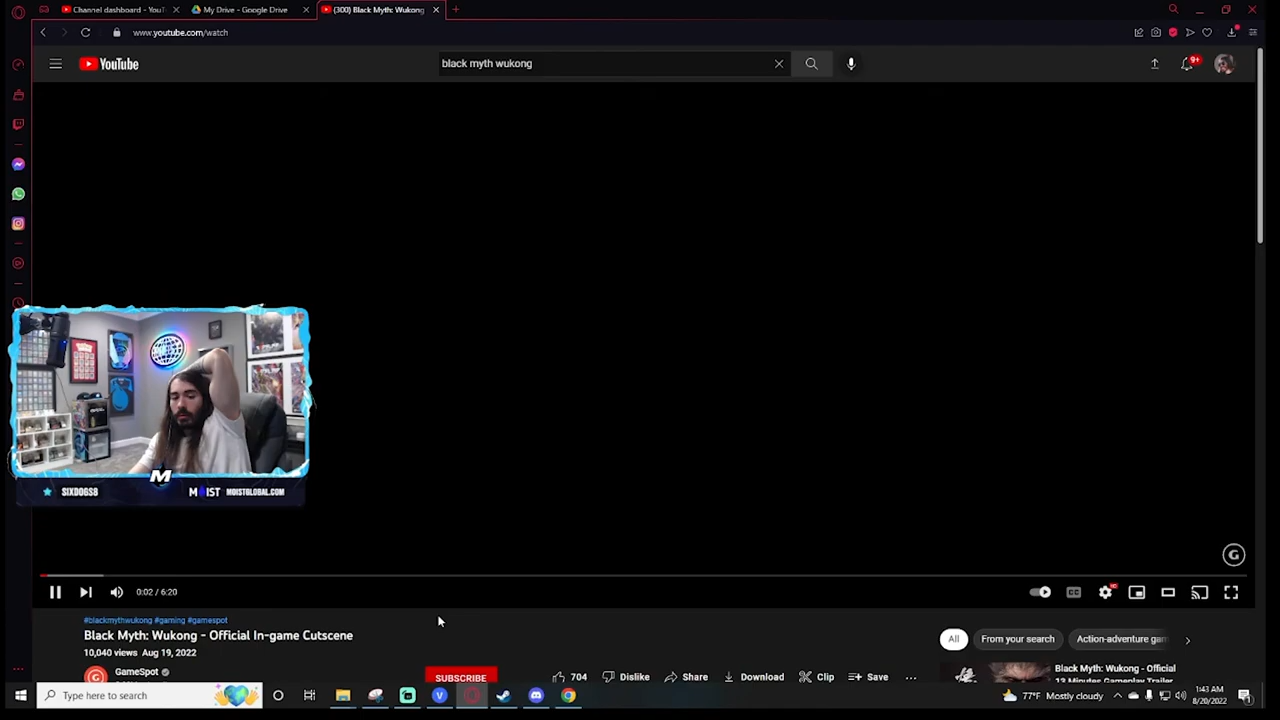 Channel dashboard - YouT
My Drive - Google Drive
(300) Black Myth: Wukong
www.youtube.com/watch
YouTube
black myth wukong
9+
M
SIXDOGS8
MOIST
MOISTGLOBAL.COM
G
0:02 / 6:20
HD
#blackmythwukong #gaming #gamespot
Black Myth: Wukong - Official In-game Cutscene
10,040 views Aug 19, 2022
GameSpot
SUBSCRIBE
704
Dislike
Share
Download
Clip
Save
All
From your search
Action-adventure gam
Black Myth: Wukong - Official
13 Minutes Gameplay Trailer
Type here to search
77°F Mostly cloudy
1:43 AM
8/20/2022